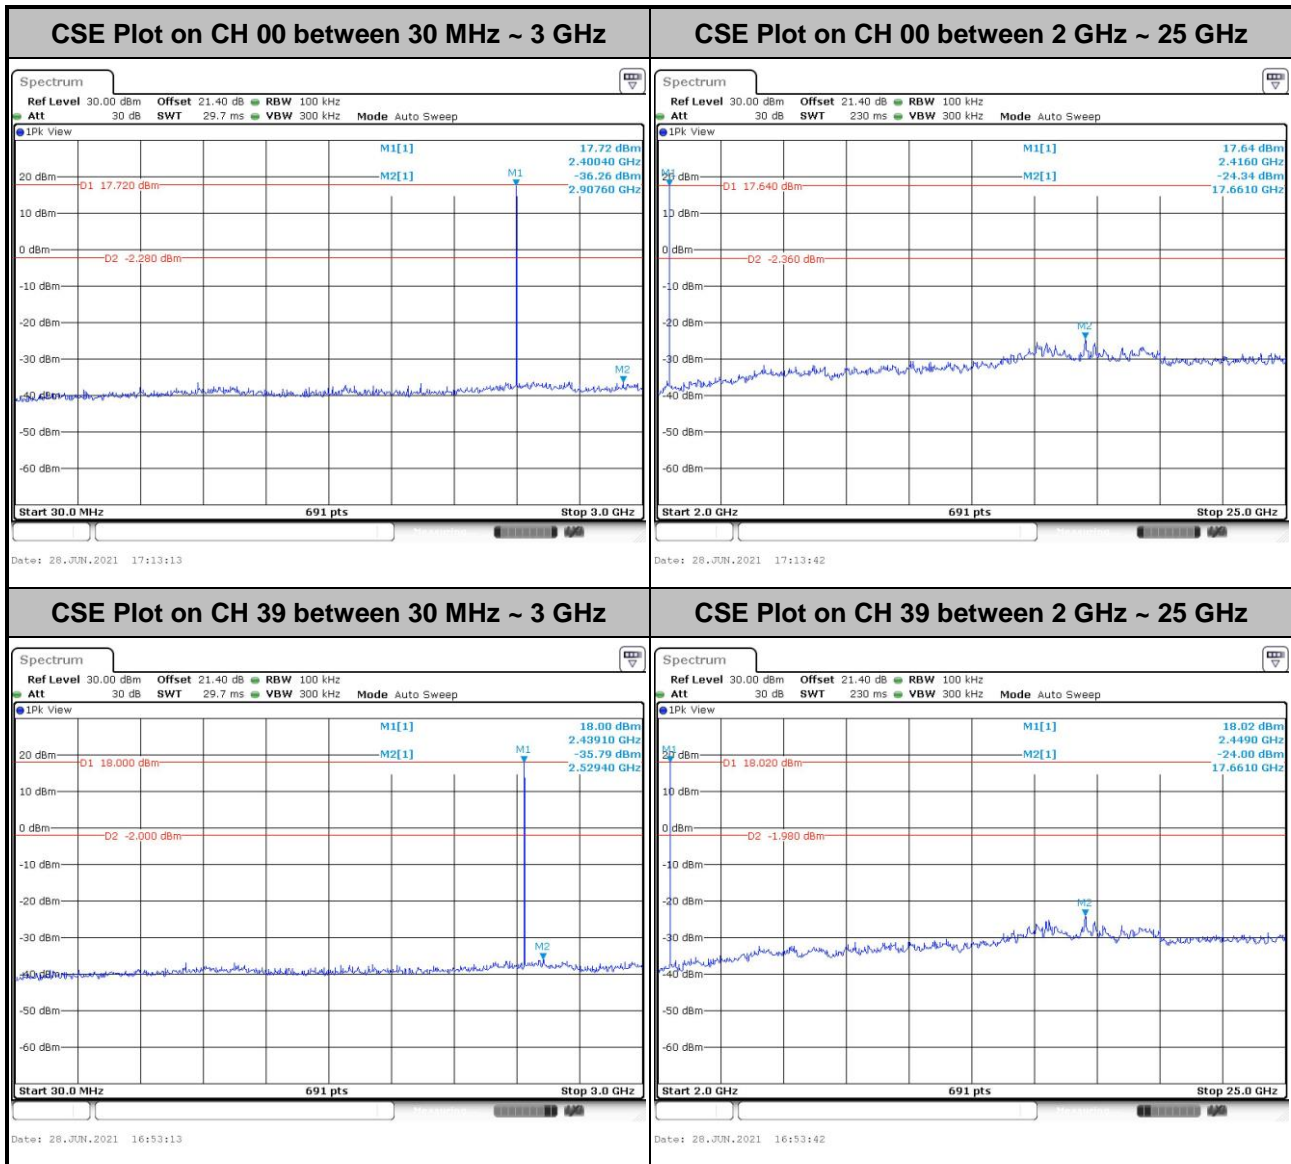 CSE Plot on CH 00 between 30 MHz ~ 3 GHz
Spectrum
Ref Level 30.00 dBm Offset 21.40 dB RBW 100 kHz
Att 30 dB SWT 29.7 ms VBW 300 kHz Mode Auto Sweep
1Pk View
M1[1] 17.72 dBm
2.40040 GHz
M2[1] -36.26 dBm
2.90760 GHz
M1
20 dBm
D1 17.720 dBm
10 dBm
0 dBm
D2 -2.280 dBm
-10 dBm
-20 dBm
-30 dBm
M2
-40 dBm
-50 dBm
-60 dBm
Start 30.0 MHz 691 pts Stop 3.0 GHz
Date: 28.JUN.2021 17:13:13
CSE Plot on CH 00 between 2 GHz ~ 25 GHz
Spectrum
Ref Level 30.00 dBm Offset 21.40 dB RBW 100 kHz
Att 30 dB SWT 230 ms VBW 300 kHz Mode Auto Sweep
1Pk View
M1[1] 17.64 dBm
2.4160 GHz
M2[1] -24.34 dBm
17.6610 GHz
M1
20 dBm
D1 17.640 dBm
10 dBm
0 dBm
D2 -2.360 dBm
-10 dBm
-20 dBm
M2
-30 dBm
-40 dBm
-50 dBm
-60 dBm
Start 2.0 GHz 691 pts Stop 25.0 GHz
Date: 28.JUN.2021 17:13:42
CSE Plot on CH 39 between 30 MHz ~ 3 GHz
Spectrum
Ref Level 30.00 dBm Offset 21.40 dB RBW 100 kHz
Att 30 dB SWT 29.7 ms VBW 300 kHz Mode Auto Sweep
1Pk View
M1[1] 18.00 dBm
2.43910 GHz
M2[1] -35.79 dBm
2.52940 GHz
M1
20 dBm
D1 18.000 dBm
10 dBm
0 dBm
D2 -2.000 dBm
-10 dBm
-20 dBm
-30 dBm
M2
-40 dBm
-50 dBm
-60 dBm
Start 30.0 MHz 691 pts Stop 3.0 GHz
Date: 28.JUN.2021 16:53:13
CSE Plot on CH 39 between 2 GHz ~ 25 GHz
Spectrum
Ref Level 30.00 dBm Offset 21.40 dB RBW 100 kHz
Att 30 dB SWT 230 ms VBW 300 kHz Mode Auto Sweep
1Pk View
M1[1] 18.02 dBm
2.4490 GHz
M2[1] -24.00 dBm
17.6610 GHz
M1
20 dBm
D1 18.020 dBm
10 dBm
0 dBm
D2 -1.980 dBm
-10 dBm
-20 dBm
M2
-30 dBm
-40 dBm
-50 dBm
-60 dBm
Start 2.0 GHz 691 pts Stop 25.0 GHz
Date: 28.JUN.2021 16:53:42